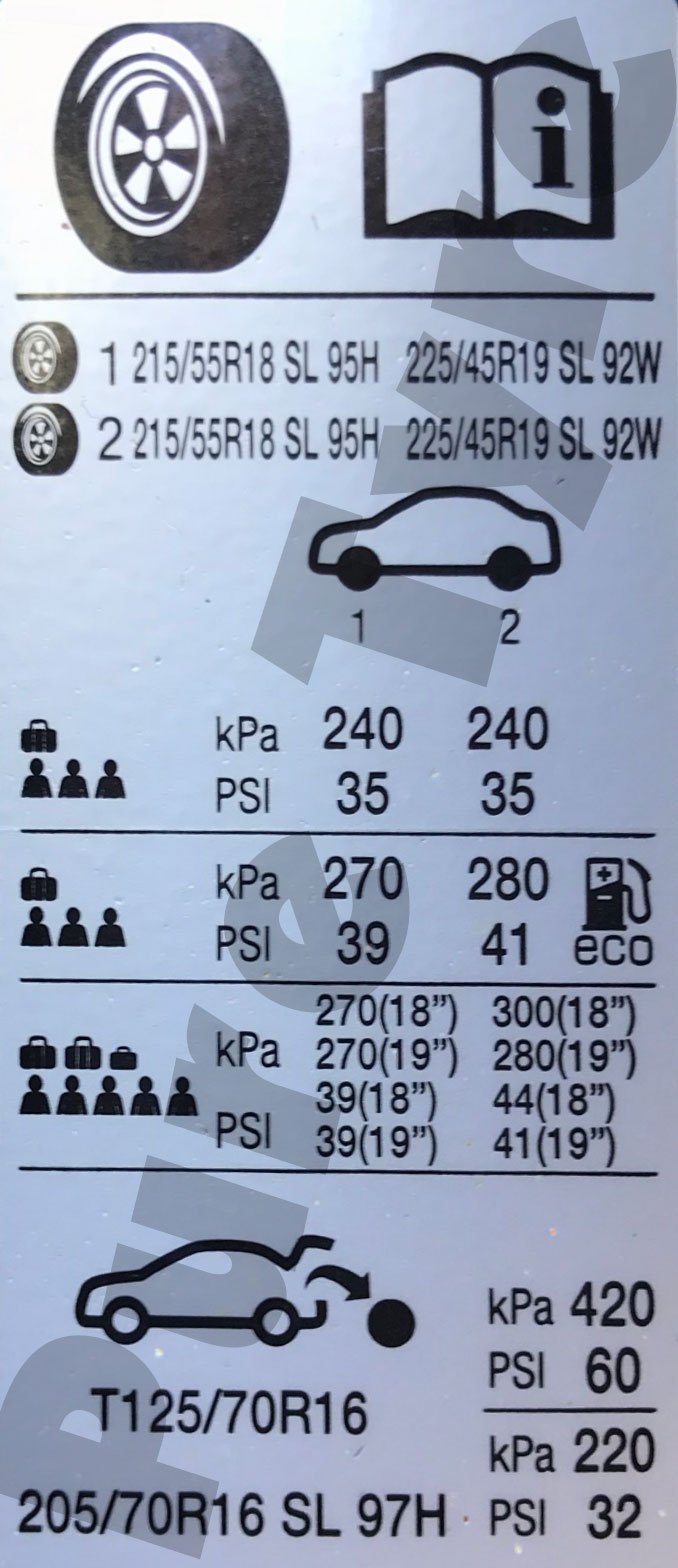 i
1 215/55R18 SL 95H 225/45R19 SL 92W
2 215/55R18 SL 95H 225/45R19 SL 92W
1 2
kPa 240 240
PSI 35 35
kPa 270 280
PSI 39 41 eco
270(18”) 300(18”)
kPa 270(19”) 280(19”)
39(18”) 44(18”)
PSI 39(19”) 41(19”)
kPa 420
PSI 60
T125/70R16
kPa 220
205/70R16 SL 97H PSI 32
Pure Tyre